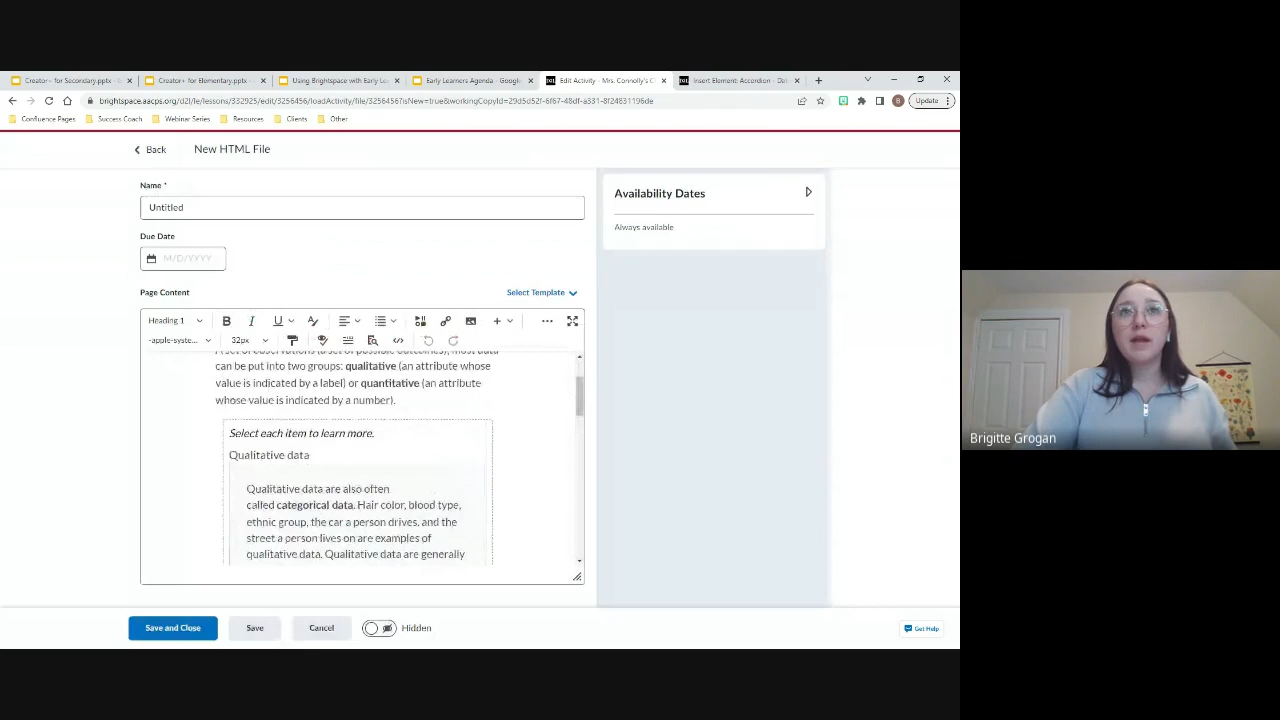 Creator+ for Secondary.pptx -
Creator+ for Elementary.pptx -
Using Brightspace with Early Le
Early Learners Agenda - Google
Edit Activity - Mrs. Connolly's C
Insert Element: Accordion - Da
Update
Confluence Pages
Success Coach
Webinar Series
Resources
Clients
Other
Back
New HTML File
Name *
Untitled
Due Date
M/D/YYYY
Page Content
Select Template
Heading 1
B
I
U
-apple-syste...
32px
can be put into two groups: qualitative (an attribute whose
value is indicated by a label) or quantitative (an attribute
whose value is indicated by a number).
Select each item to learn more.
Qualitative data
Qualitative data are also often
called categorical data. Hair color, blood type,
ethnic group, the car a person drives, and the
street a person lives on are examples of
qualitative data. Qualitative data are generally
Save and Close
Save
Cancel
Hidden
Availability Dates
Always available
Get Help
Brigitte Grogan